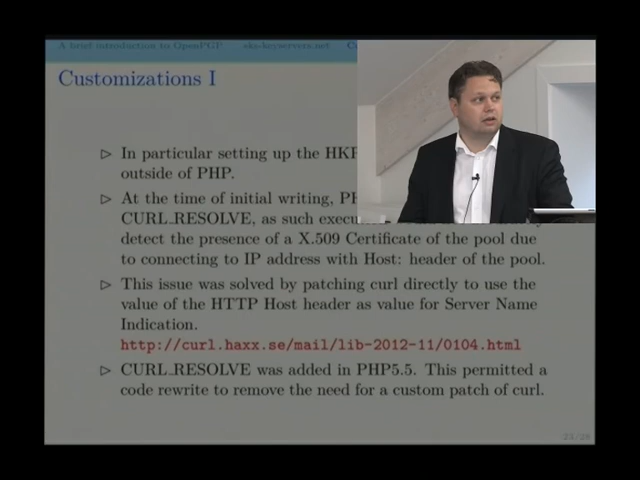 A brief introduction to OpenPGP sks-keyservers.net
Customizations I
▷ In particular setting up the HKP
outside of PHP.
▷ At the time of initial writing,
CURL_RESOLVE, as such
detect the presence of a X.509 Certificate of the pool due
to connecting to IP address with Host: header of the pool.
▷ This issue was solved by patching curl directly to use the
value of the HTTP Host header as value for Server Name
Indication.
http://curl.haxx.se/mail/lib-2012-11/0104.html
▷ CURL_RESOLVE was added in PHP5.5. This permitted a
code rewrite to remove the need for a custom patch of curl.